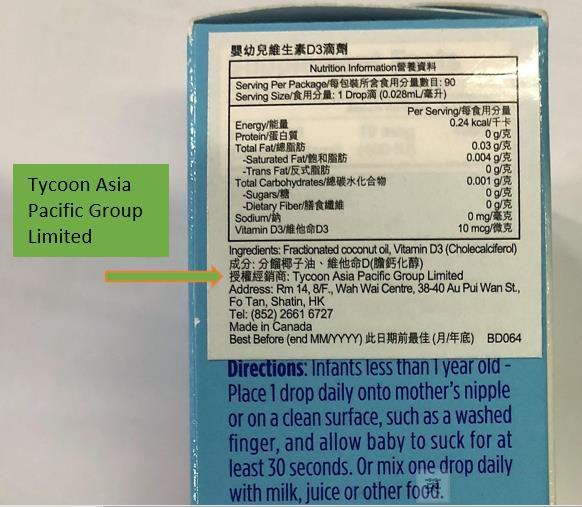 嬰幼兒維生素D3滴劑
Nutrition Information營養資料
Serving Per Package/每包裝所含食用分量數目: 90
Serving Size/食用分量: 1 Drop滴 (0.028mL/毫升)
Per Serving/每食用分量
Energy/能量 0.24 kcal/千卡
Protein/蛋白質 0 g/克
Total Fat/總脂肪 0.03 g/克
-Saturated Fat/飽和脂肪 0.004 g/克
-Trans Fat/反式脂肪 0 g/克
Total Carbohydrates/總碳水化合物 0.001 g/克
-Sugars/糖 0 g/克
-Dietary Fiber/膳食纖維 0 g/克
Sodium/鈉 0 mg/毫克
Vitamin D3/維他命D3 10 mcg/微克
Ingredients: Fractionated coconut oil, Vitamin D3 (Cholecalciferol)
成分: 分餾椰子油、維他命D(膽鈣化醇)
授權經銷商: Tycoon Asia Pacific Group Limited
Address: Rm 14, 8/F., Wah Wai Centre, 38-40 Au Pui Wan St.,
Fo Tan, Shatin, HK
Tel: (852) 2661 6727
Made in Canada
Best Before (end MM/YYYY) 此日期前最佳 (月/年底) BD064
Directions: Infants less than 1 year old -
Place 1 drop daily onto mother's nipple
or on a clean surface, such as a washed
finger, and allow baby to suck for at
least 30 seconds. Or mix one drop daily
with milk, juice or other food.
Tycoon Asia
Pacific Group
Limited